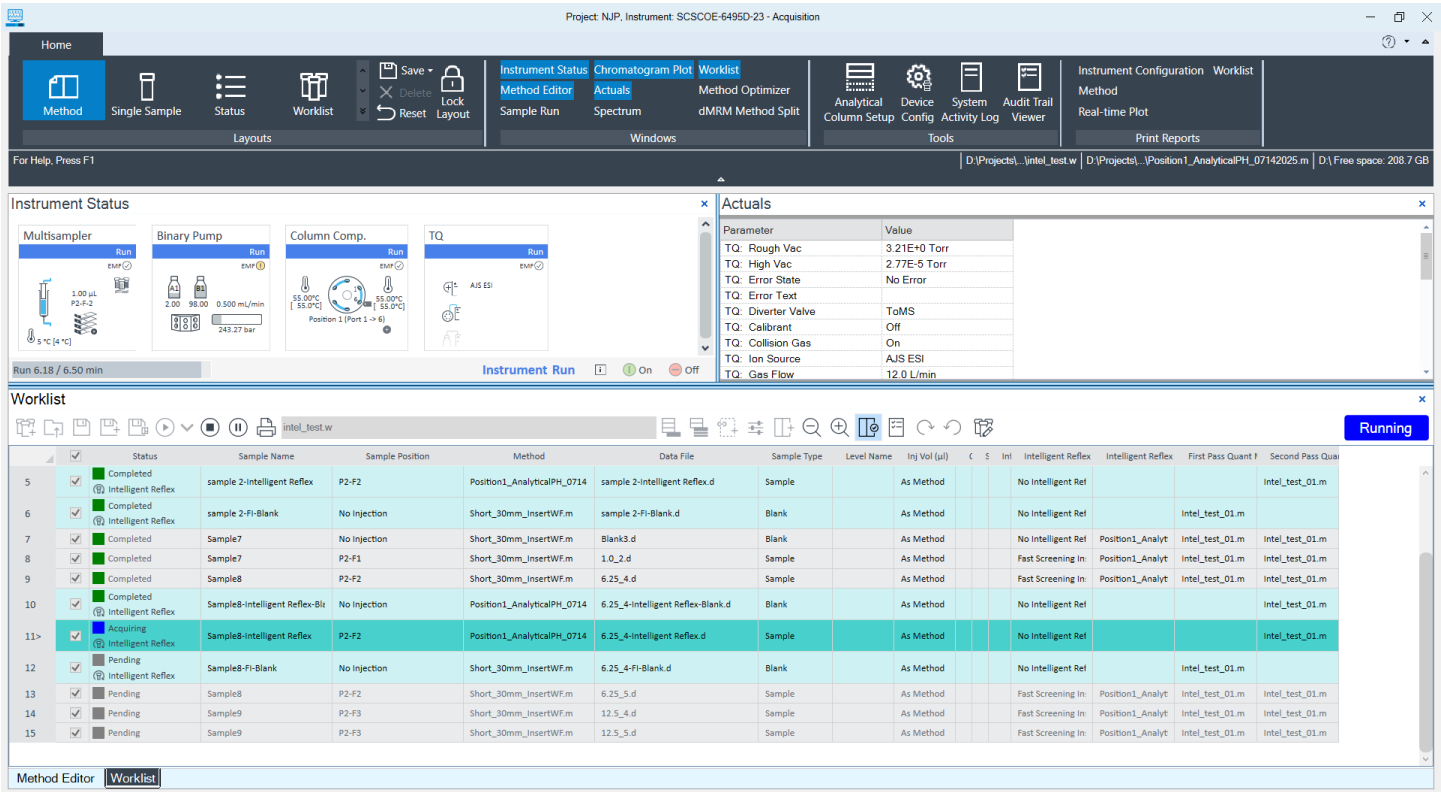 Project: NJP, Instrument: SCSCOE-6495D-23 - Acquisition
Home
Method
Single Sample
Status
Worklist
Save
Delete
Reset
Lock Layout
Layouts
Instrument Status Chromatogram Plot Worklist
Method Editor Actuals Method Optimizer
Sample Run Spectrum dMRM Method Split
Windows
Analytical Column Setup
Device Config
System Activity Log
Audit Trail Viewer
Tools
Instrument Configuration Worklist
Method
Real-time Plot
Print Reports
For Help, Press F1
D:\Projects\...\intel_test.w D:\Projects\...\Position1_AnalyticalPH_07142025.m D:\ Free space: 208.7 GB
Instrument Status
Multisampler
Run
EMF
1.00 µL
P2-F-2
5 °C [4 °C]
Binary Pump
Run
EMF
A1 B1
2.00 98.00 0.500 mL/min
243.27 bar
Column Comp.
Run
EMF
55.00°C
[ 55.0°C]
1
6
55.00°C
[ 55.0°C]
Position 1 (Port 1 -> 6)
TQ
Run
EMF
AJS ESI
Run 6.18 / 6.50 min
Instrument Run On Off
Actuals
Parameter Value
TQ: Rough Vac 3.21E+0 Torr
TQ: High Vac 2.77E-5 Torr
TQ: Error State No Error
TQ: Error Text
TQ: Diverter Valve ToMS
TQ: Calibrant Off
TQ: Collision Gas On
TQ: Ion Source AJS ESI
TQ: Gas Flow 12.0 L/min
Worklist
intel_test.w
Running
Status Sample Name Sample Position Method Data File Sample Type Level Name Inj Vol (µl) Intelligent Reflex Intelligent Reflex First Pass Quant Second Pass Quar
5 Completed Intelligent Reflex sample 2-Intelligent Reflex P2-F2 Position1_AnalyticalPH_0714 sample 2-Intelligent Reflex.d Sample As Method No Intelligent Ref Intel_test_01.m
6 Completed Intelligent Reflex sample 2-FI-Blank No Injection Short_30mm_InsertWF.m sample 2-FI-Blank.d Blank As Method No Intelligent Ref Intel_test_01.m
7 Completed Sample7 No Injection Short_30mm_InsertWF.m Blank3.d Blank As Method No Intelligent Ref Position1_Analyt Intel_test_01.m Intel_test_01.m
8 Completed Sample7 P2-F1 Short_30mm_InsertWF.m 1.0_2.d Sample As Method Fast Screening In: Position1_Analyt Intel_test_01.m Intel_test_01.m
9 Completed Sample8 P2-F2 Short_30mm_InsertWF.m 6.25_4.d Sample As Method Fast Screening In: Position1_Analyt Intel_test_01.m Intel_test_01.m
10 Completed Intelligent Reflex Sample8-Intelligent Reflex-Bla No Injection Position1_AnalyticalPH_0714 6.25_4-Intelligent Reflex-Blank.d Blank As Method No Intelligent Ref Intel_test_01.m
11> Acquiring Intelligent Reflex Sample8-Intelligent Reflex P2-F2 Position1_AnalyticalPH_0714 6.25_4-Intelligent Reflex.d Sample As Method No Intelligent Ref Intel_test_01.m
12 Pending Intelligent Reflex Sample8-FI-Blank No Injection Short_30mm_InsertWF.m 6.25_4-FI-Blank.d Blank As Method No Intelligent Ref Intel_test_01.m
13 Pending Sample8 P2-F2 Short_30mm_InsertWF.m 6.25_5.d Sample As Method Fast Screening In: Position1_Analyt Intel_test_01.m Intel_test_01.m
14 Pending Sample9 P2-F3 Short_30mm_InsertWF.m 12.5_4.d Sample As Method Fast Screening In: Position1_Analyt Intel_test_01.m Intel_test_01.m
15 Pending Sample9 P2-F3 Short_30mm_InsertWF.m 12.5_5.d Sample As Method Fast Screening In: Position1_Analyt Intel_test_01.m Intel_test_01.m
Method Editor Worklist